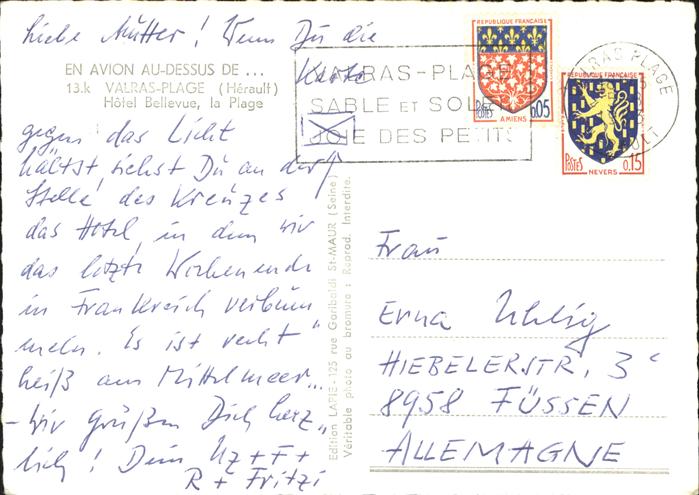 Liebe Mutter! Wenn Du die
Karte
EN AVION AU-DESSUS DE...
13.k VALRAS-PLAGE (Hérault)
Hôtel Bellevue, la Plage
gegen das Licht
hältst, siehst Du an der
Stelle des Kreuzes
das Hotel, in dem wir
das letzte Wochenende
in Frankreich verbum
meln. Es ist recht
heiß am Mittelmeer...
- wir grüßen Dich herz
lich! Dein Uz + F +
R + Fritzi
VALRAS-PLAGE
SABLE ET SOLEIL
JOIE DES PETITS
REPUBLIQUE FRANÇAISE
AMIENS
POSTES 0,05
VALRAS PLAGE
REPUBLIQUE FRANÇAISE
POSTES 0.15
NEVERS
Edition LAPIE - 125 rue Garibaldi St-MAUR (Seine)
Véritable photo au bromure : Reprod. Interdite.
Frau
Erna Uhlig
HIEBELERSTR. 3c
8958 FÜSSEN
ALLEMAGNE